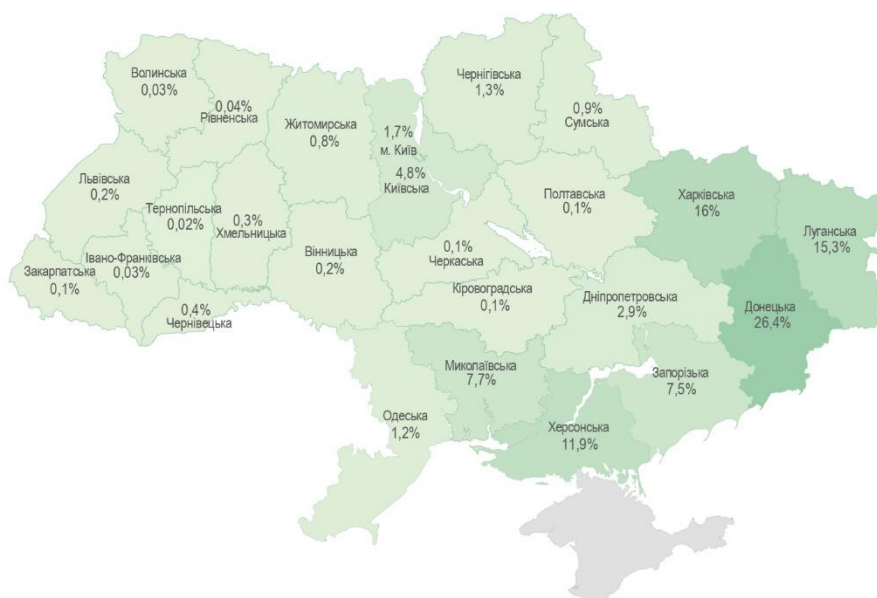 Волинська
0,03%
0,04%
Рівненська
Житомирська
0,8%
1,7%
м. Київ
4,8%
Київська
Чернігівська
1,3%
0,9%
Сумська
Львівська
0,2%
Тернопільська
0,02%
0,3%
Хмельницька
Вінницька
0,2%
0,1%
Черкаська
Полтавська
0,1%
Харківська
16%
Луганська
15,3%
Закарпатська
0,1%
Івано-Франківська
0,03%
0,4%
Чернівецька
Кіровоградська
0,1%
Дніпропетровська
2,9%
Донецька
26,4%
Одеська
1,2%
Миколаївська
7,7%
Херсонська
11,9%
Запорізька
7,5%